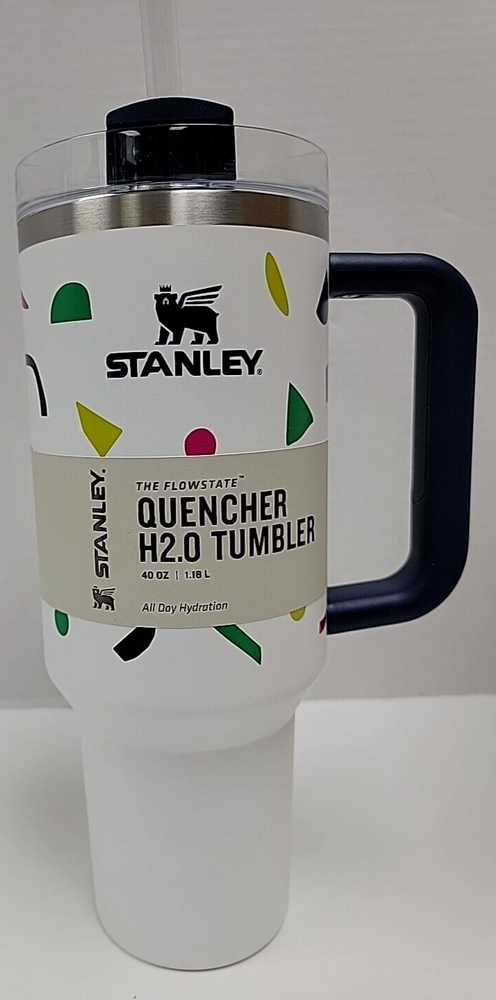 STANLEY®
STANLEY®
THE FLOWSTATE™
QUENCHER
H2.0 TUMBLER
40 OZ | 1.18 L
All Day Hydration